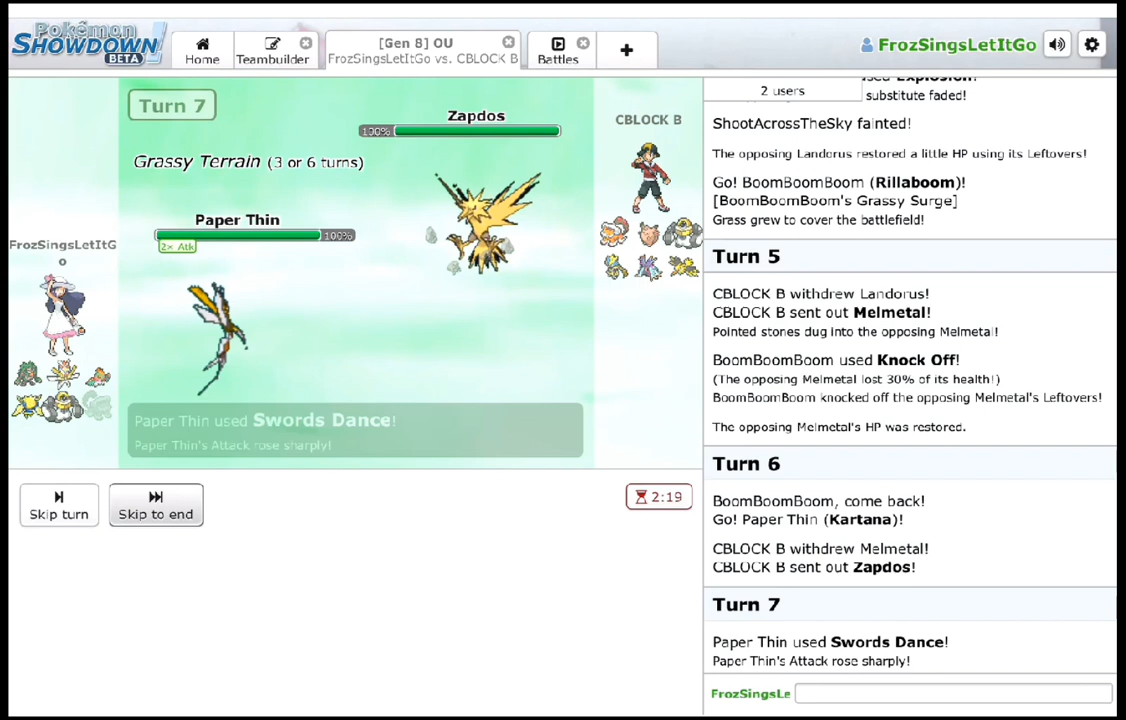 Pokémon
SHOWDOWN
BETA
Home
Teambuilder
[Gen 8] OU
FrozSingsLetItGo vs. CBLOCK B
Battles
+
FrozSingsLetItGo
Turn 7
Zapdos
100%
Grassy Terrain (3 or 6 turns)
Paper Thin
100%
2× Atk
FrozSingsLetItG
o
CBLOCK B
Paper Thin used Swords Dance!
Paper Thin's Attack rose sharply!
Skip turn
Skip to end
2:19
2 users
used Explosion!
substitute faded!
ShootAcrossTheSky fainted!
The opposing Landorus restored a little HP using its Leftovers!
Go! BoomBoomBoom (Rillaboom)!
[BoomBoomBoom's Grassy Surge]
Grass grew to cover the battlefield!
Turn 5
CBLOCK B withdrew Landorus!
CBLOCK B sent out Melmetal!
Pointed stones dug into the opposing Melmetal!
BoomBoomBoom used Knock Off!
(The opposing Melmetal lost 30% of its health!)
BoomBoomBoom knocked off the opposing Melmetal's Leftovers!
The opposing Melmetal's HP was restored.
Turn 6
BoomBoomBoom, come back!
Go! Paper Thin (Kartana)!
CBLOCK B withdrew Melmetal!
CBLOCK B sent out Zapdos!
Turn 7
Paper Thin used Swords Dance!
Paper Thin's Attack rose sharply!
FrozSingsLe